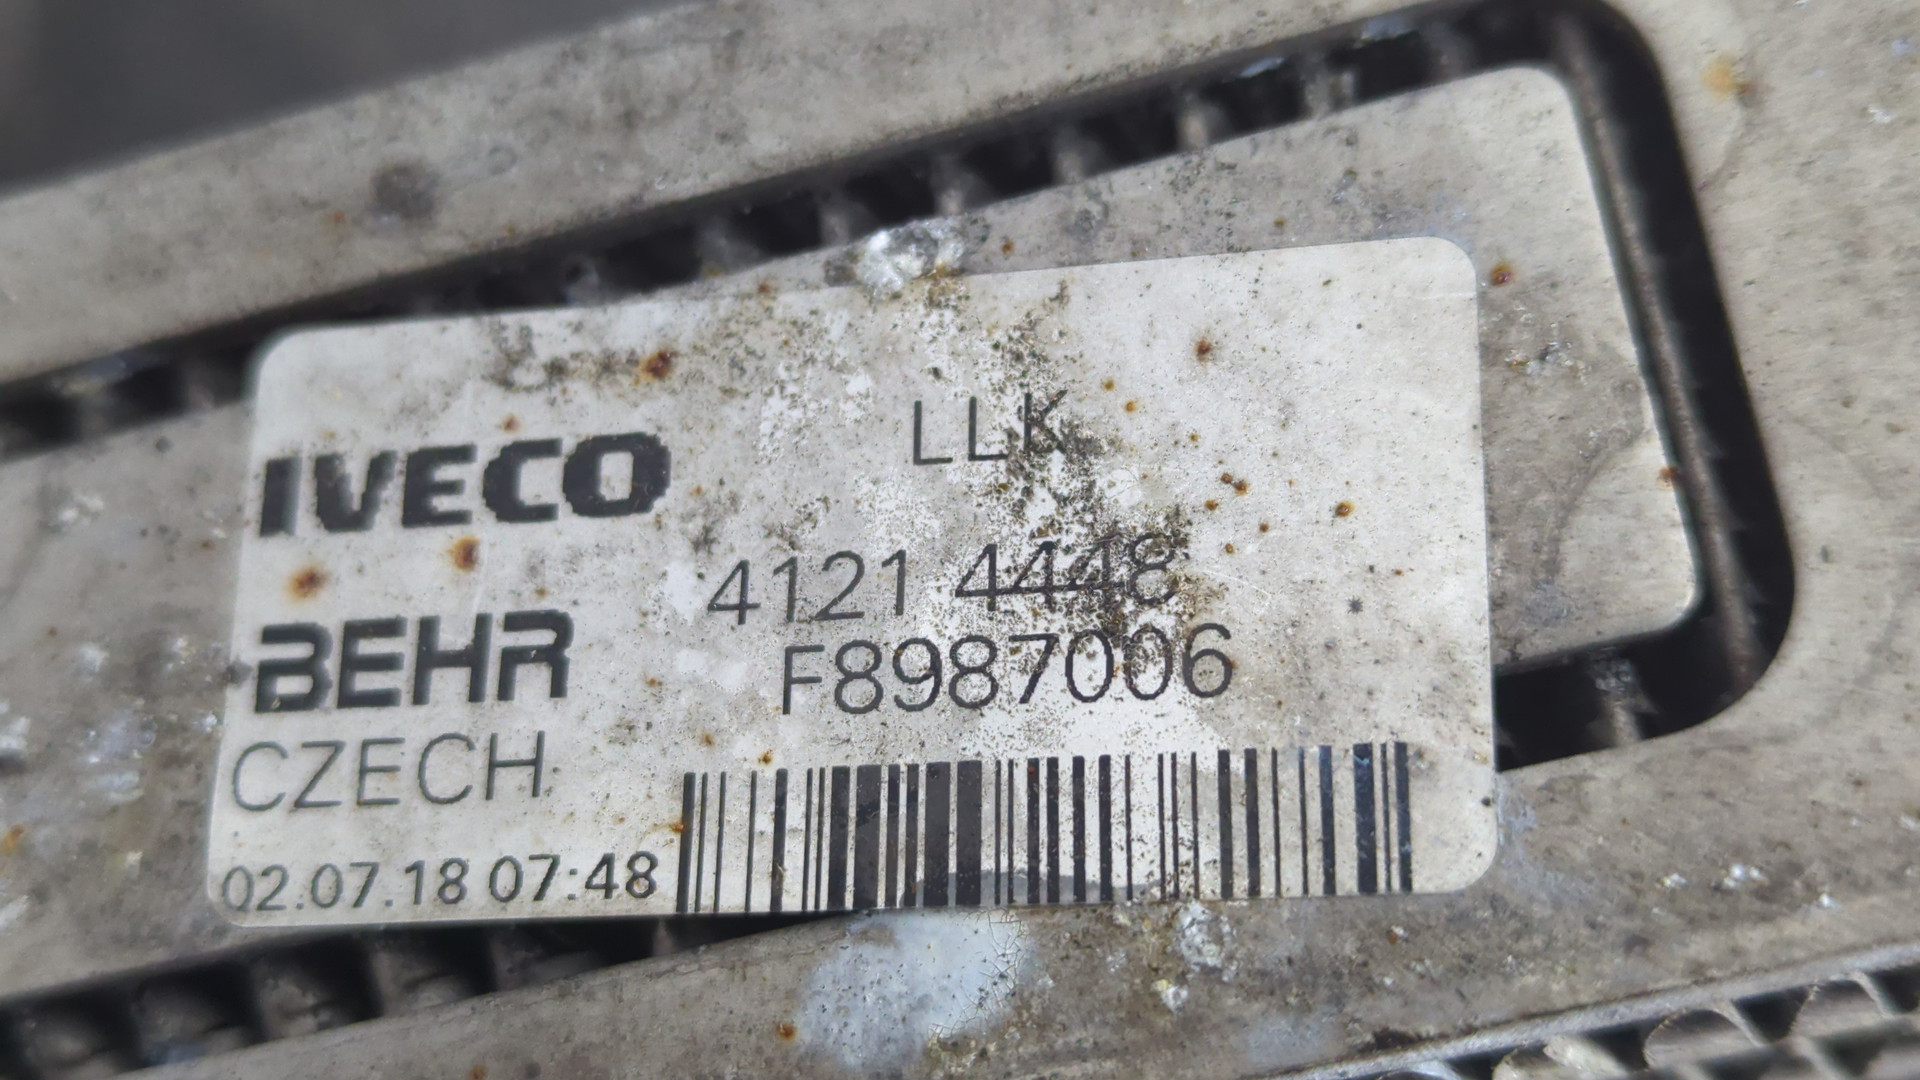 IVECO
LLK
4121 4448
BEHR
F8987006
CZECH
02.07.18 07:48